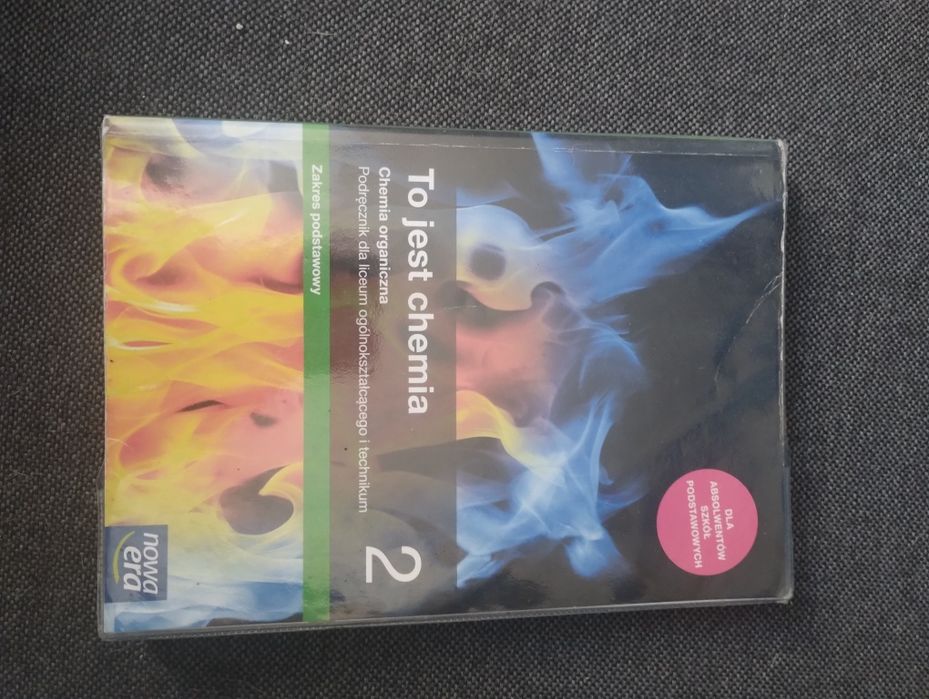 DLA
ABSOLWENTÓW
SZKÓŁ
PODSTAWOWYCH
To jest chemia
2
Chemia organiczna
Podręcznik dla liceum ogólnokształcącego i technikum
Zakres podstawowy
nowa
era